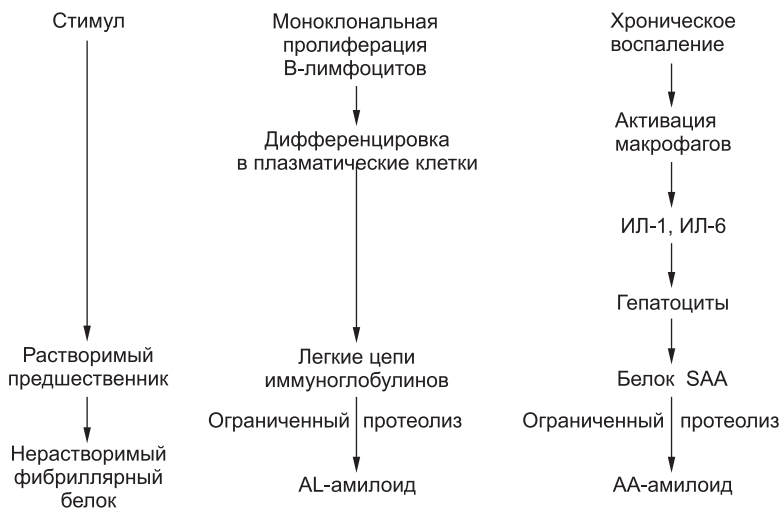 Стимул
Растворимый
предшественник
Нерастворимый
фибриллярный
белок
Моноклональная
пролиферация
В-лимфоцитов
Дифференцировка
в плазматические клетки
Легкие цепи
иммуноглобулинов
Ограниченный протеолиз
AL-амилоид
Хроническое
воспаление
Активация
макрофагов
ИЛ-1, ИЛ-6
Гепатоциты
Белок SAA
Ограниченный протеолиз
АА-амилоид